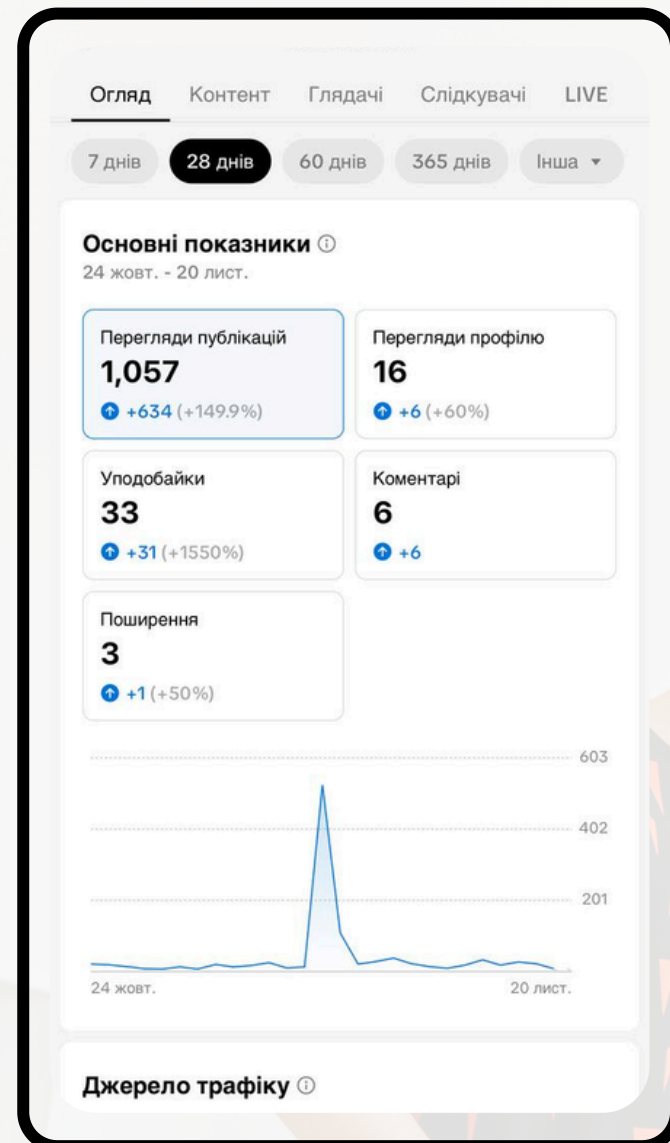 Огляд Контент Глядачі Слідкувачі LIVE
7 днів 28 днів 60 днів 365 днів Інша
Основні показники
24 жовт. - 20 лист.
Перегляди публікацій
1,057
+634 (+149.9%)
Перегляди профілю
16
+6 (+60%)
Уподобайки
33
+31 (+1550%)
Коментарі
6
+6
Поширення
3
+1 (+50%)
603
402
201
24 жовт. 20 лист.
Джерело трафіку